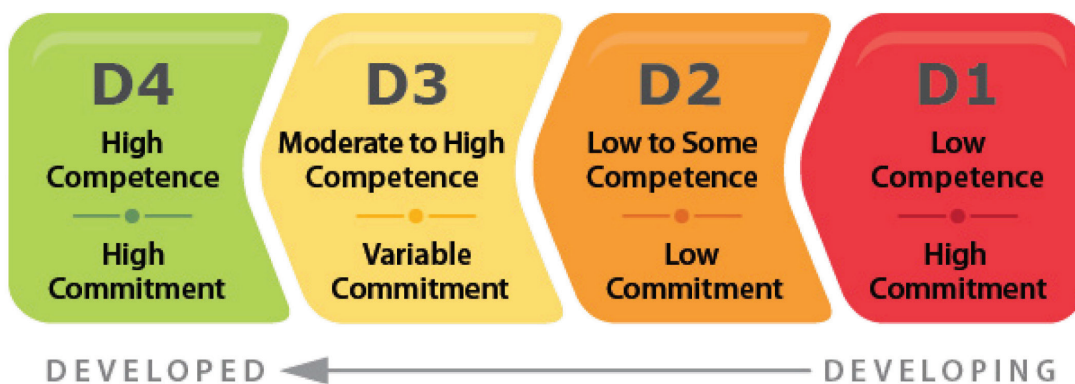 D4
High
Competence
High
Commitment
D3
Moderate to High
Competence
Variable
Commitment
D2
Low to Some
Competence
Low
Commitment
D1
Low
Competence
High
Commitment
DEVELOPED
DEVELOPING